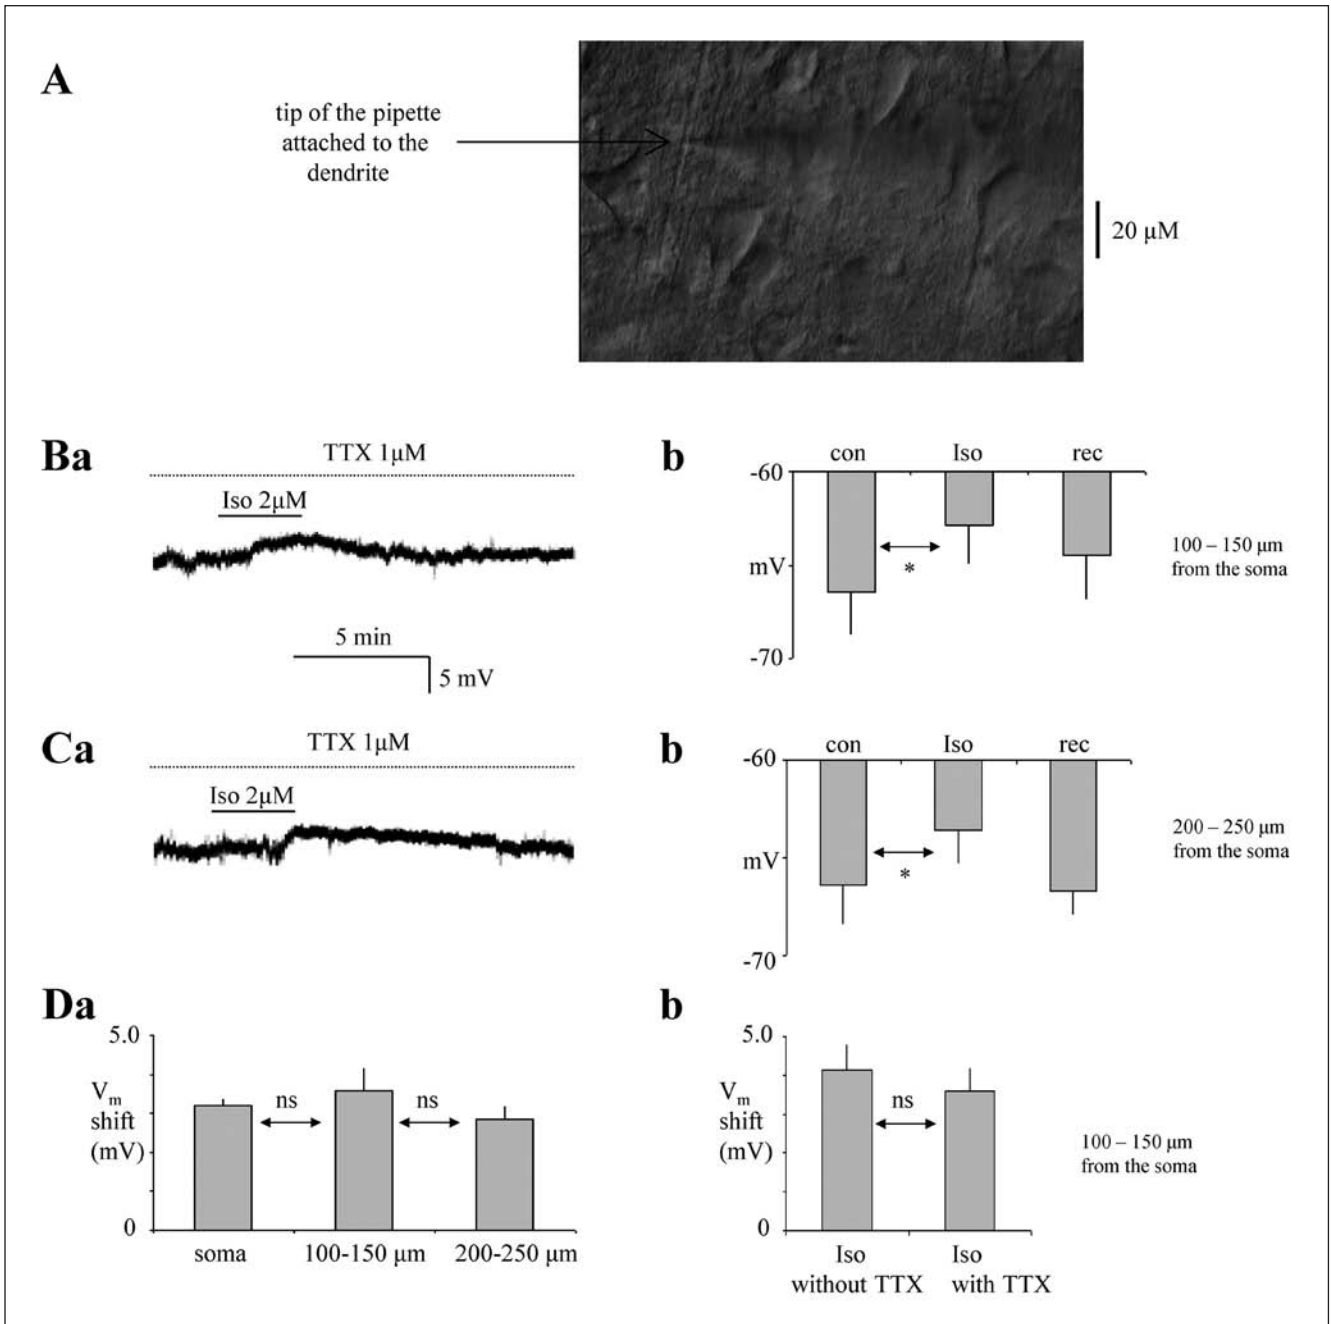 A
tip of the pipette
attached to the
dendrite
20 μM
Ba
TTX 1μM
Iso 2μM
5 min
5 mV
b
con Iso rec
-60
mV
-70
*
100 – 150 μm
from the soma
Ca
TTX 1μM
Iso 2μM
b
con Iso rec
-60
mV
-70
*
200 – 250 μm
from the soma
Da
5.0
Vm
shift
(mV)
0
ns ns
soma 100-150 μm 200-250 μm
b
5.0
Vm
shift
(mV)
0
ns
Iso Iso
without TTX with TTX
100 – 150 μm
from the soma